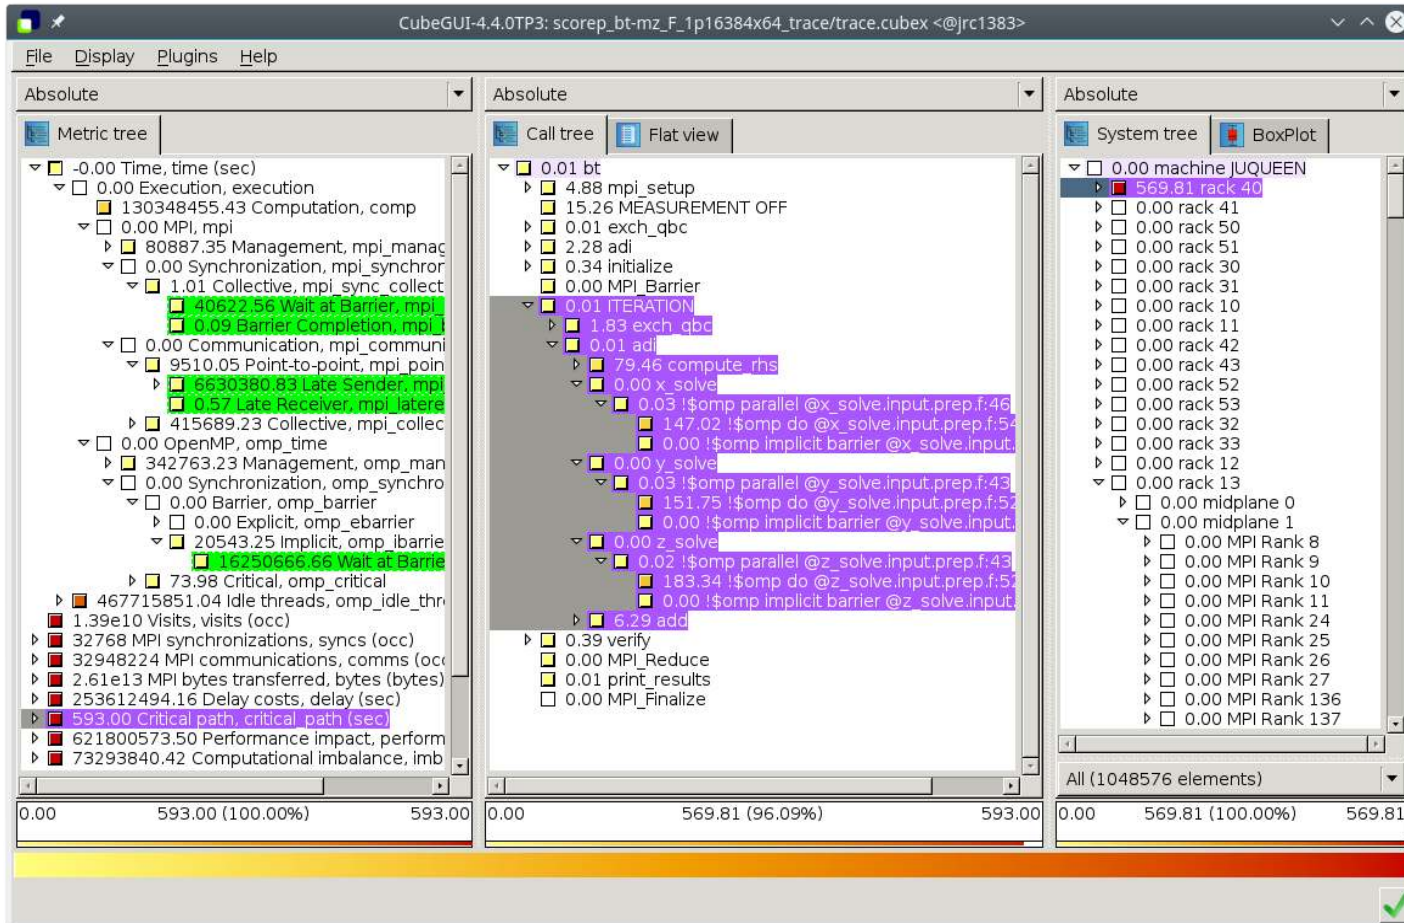 CubeGUI-4.4.0TP3: scorep_bt-mz_F_1p16384x64_trace/trace.cubex <@jrc1383>
File Display Plugins Help
Absolute
Metric tree
-0.00 Time, time (sec)
0.00 Execution, execution
130348455.43 Computation, comp
0.00 MPI, mpi
80887.35 Management, mpi_manag
0.00 Synchronization, mpi_synchror
1.01 Collective, mpi_sync_collect
40622.56 Wait at Barrier, mpi_
0.09 Barrier Completion, mpi_
0.00 Communication, mpi_communi
9510.05 Point-to-point, mpi_poin
6630380.83 Late Sender, mpi
0.57 Late Receiver, mpi_latere
415689.23 Collective, mpi_collec
0.00 OpenMP, omp_time
342763.23 Management, omp_man
0.00 Synchronization, omp_synchro
0.00 Barrier, omp_barrier
0.00 Explicit, omp_ebarrier
20543.25 Implicit, omp_ibarrie
16250666.66 Wait at Barrie
73.98 Critical, omp_critical
467715851.04 Idle threads, omp_idle_thr
1.39e10 Visits, visits (occ)
32768 MPI synchronizations, syncs (occ)
32948224 MPI communications, comms (occ
2.61e13 MPI bytes transferred, bytes (bytes)
253612494.16 Delay costs, delay (sec)
593.00 Critical path, critical_path (sec)
621800573.50 Performance impact, perform
73293840.42 Computational imbalance, imb
0.00 593.00 (100.00%) 593.00
Absolute
Call tree Flat view
0.01 bt
4.88 mpi_setup
15.26 MEASUREMENT OFF
0.01 exch_qbc
2.28 adi
0.34 initialize
0.00 MPI_Barrier
0.01 ITERATION
1.83 exch_qbc
0.01 adi
79.46 compute_rhs
0.00 x_solve
0.03 !$omp parallel @x_solve.input.prep.f:46
147.02 !$omp do @x_solve.input.prep.f:54
0.00 !$omp implicit barrier @x_solve.input.
0.00 y_solve
0.03 !$omp parallel @y_solve.input.prep.f:43
151.75 !$omp do @y_solve.input.prep.f:52
0.00 !$omp implicit barrier @y_solve.input.
0.00 z_solve
0.02 !$omp parallel @z_solve.input.prep.f:43
183.34 !$omp do @z_solve.input.prep.f:52
0.00 !$omp implicit barrier @z_solve.input.
6.29 add
0.39 verify
0.00 MPI_Reduce
0.01 print_results
0.00 MPI_Finalize
0.00 569.81 (96.09%) 593.00
Absolute
System tree BoxPlot
0.00 machine JUQUEEN
569.81 rack 40
0.00 rack 41
0.00 rack 50
0.00 rack 51
0.00 rack 30
0.00 rack 31
0.00 rack 10
0.00 rack 11
0.00 rack 42
0.00 rack 43
0.00 rack 52
0.00 rack 53
0.00 rack 32
0.00 rack 33
0.00 rack 12
0.00 rack 13
0.00 midplane 0
0.00 midplane 1
0.00 MPI Rank 8
0.00 MPI Rank 9
0.00 MPI Rank 10
0.00 MPI Rank 11
0.00 MPI Rank 24
0.00 MPI Rank 25
0.00 MPI Rank 26
0.00 MPI Rank 27
0.00 MPI Rank 136
0.00 MPI Rank 137
All (1048576 elements)
0.00 569.81 (100.00%) 569.81